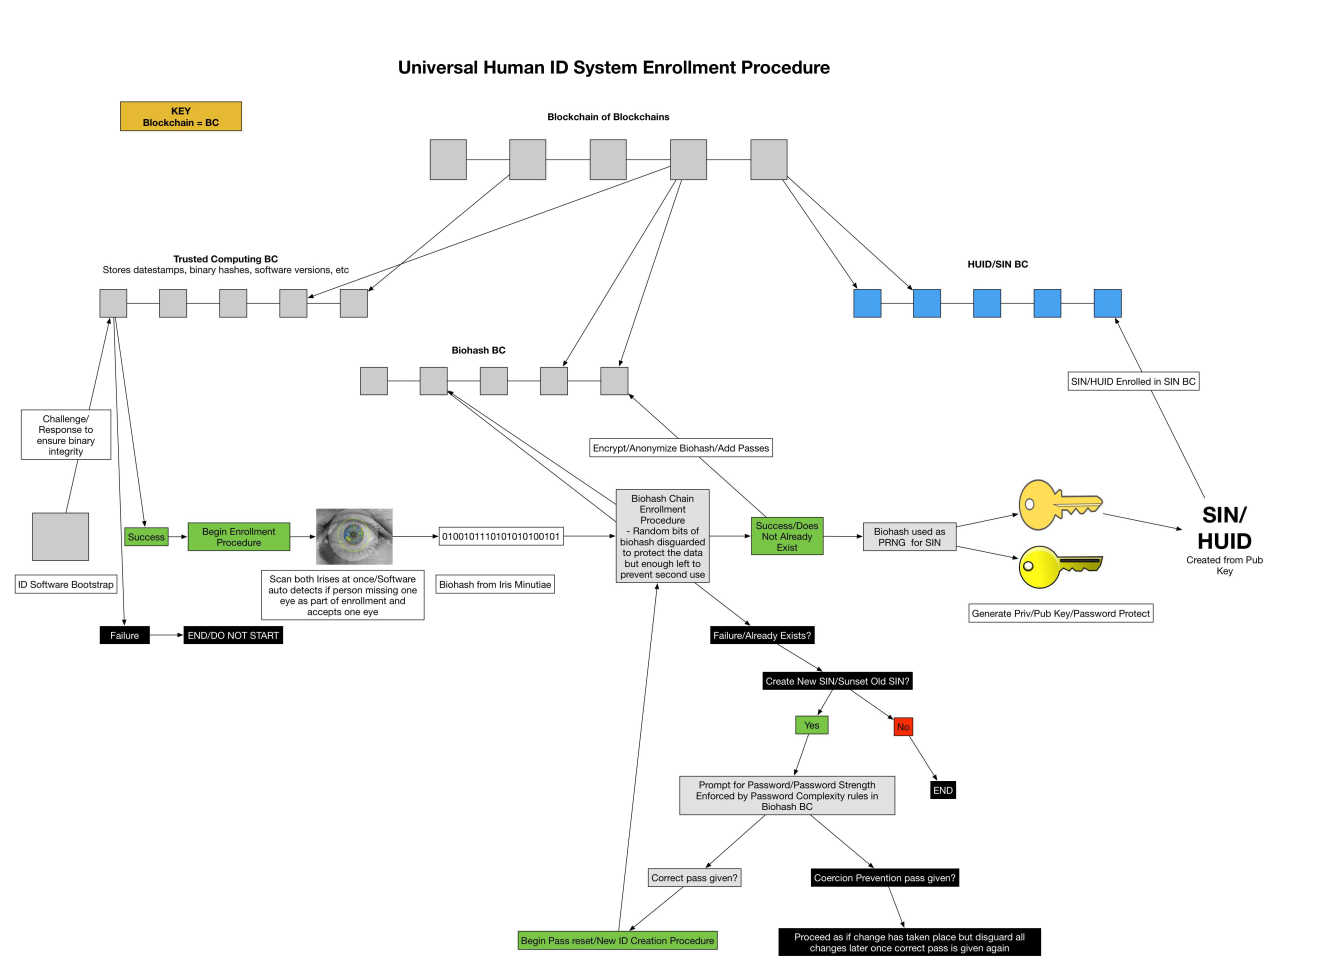 Universal Human ID System Enrollment Procedure
KEY
Blockchain = BC
Blockchain of Blockchains
Trusted Computing BC
Stores datestamps, binary hashes, software versions, etc
HUID/SIN BC
Biohash BC
SIN/HUID Enrolled in SIN BC
Challenge/
Response to
ensure binary
integrity
Encrypt/Anonymize Biohash/Add Passes
ID Software Bootstrap
Success
Begin Enrollment
Procedure
Scan both Irises at once/Software
auto detects if person missing one
eye as part of enrollment and
accepts one eye
0100101110101010100101
Biohash from Iris Minutiae
Biohash Chain
Enrollment
Procedure
- Random bits of
biohash disguarded
to protect the data
but enough left to
prevent second use
Success/Does
Not Already
Exist
Biohash used as
PRNG for SIN
Generate Priv/Pub Key/Password Protect
SIN/
HUID
Created from Pub
Key
Failure
END/DO NOT START
Failure/Already Exists?
Create New SIN/Sunset Old SIN?
Yes
No
END
Prompt for Password/Password Strength
Enforced by Password Complexity rules in
Biohash BC
Correct pass given?
Coercion Prevention pass given?
Begin Pass reset/New ID Creation Procedure
Proceed as if change has taken place but disguard all
changes later once correct pass is given again